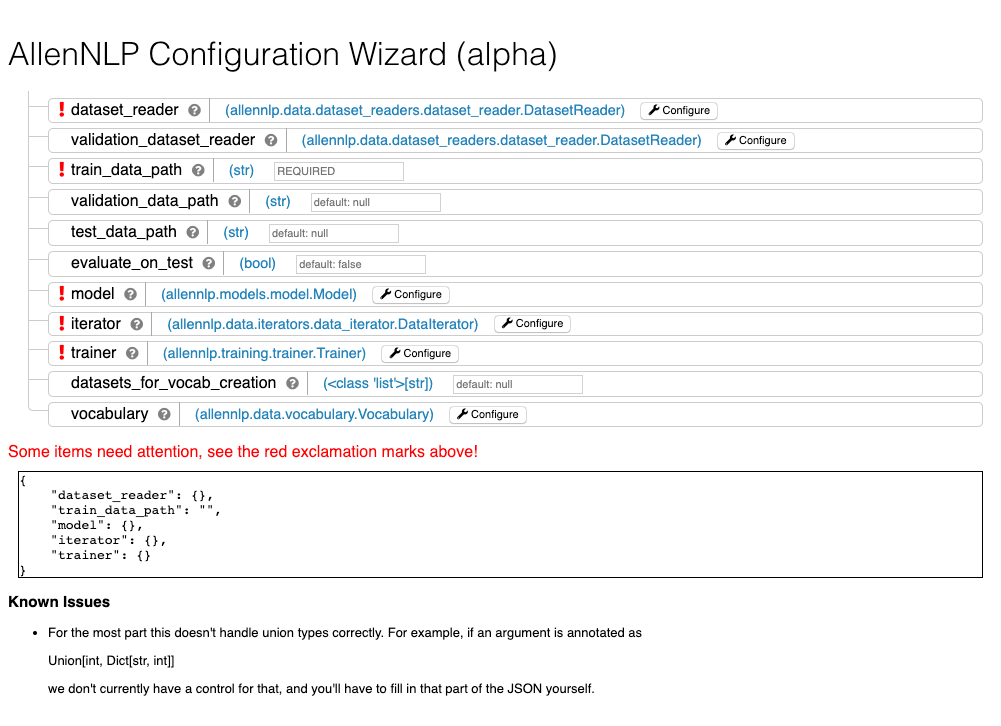 AllenNLP Configuration Wizard (alpha)
! dataset_reader ? (allennlp.data.dataset_readers.dataset_reader.DatasetReader) Configure
validation_dataset_reader ? (allennlp.data.dataset_readers.dataset_reader.DatasetReader) Configure
! train_data_path ? (str) REQUIRED
validation_data_path ? (str) default: null
test_data_path ? (str) default: null
evaluate_on_test ? (bool) default: false
! model ? (allennlp.models.model.Model) Configure
! iterator ? (allennlp.data.iterators.data_iterator.DataIterator) Configure
! trainer ? (allennlp.training.trainer.Trainer) Configure
datasets_for_vocab_creation ? (<class 'list'>[str]) default: null
vocabulary ? (allennlp.data.vocabulary.Vocabulary) Configure
Some items need attention, see the red exclamation marks above!
{
    "dataset_reader": {},
    "train_data_path": "",
    "model": {},
    "iterator": {},
    "trainer": {}
}
Known Issues
• For the most part this doesn't handle union types correctly. For example, if an argument is annotated as
Union[int, Dict[str, int]]
we don't currently have a control for that, and you'll have to fill in that part of the JSON yourself.